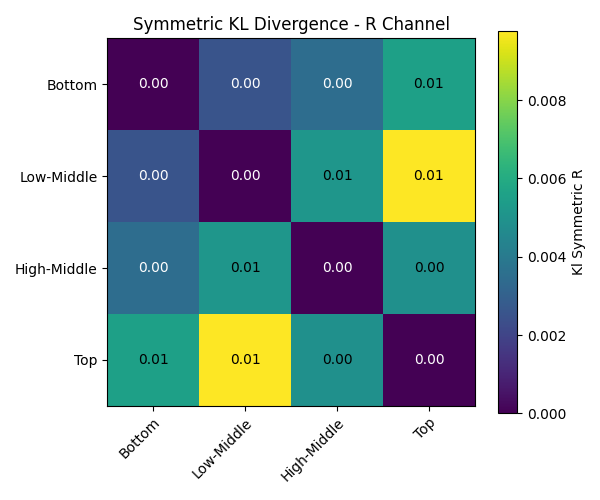 Symmetric KL Divergence - R Channel
Bottom 0.00 0.00 0.00 0.01
Low-Middle 0.00 0.00 0.01 0.01
High-Middle 0.00 0.01 0.00 0.00
Top 0.01 0.01 0.00 0.00
Bottom Low-Middle High-Middle Top
0.008
0.006
0.004
0.002
0.000
Kl Symmetric R